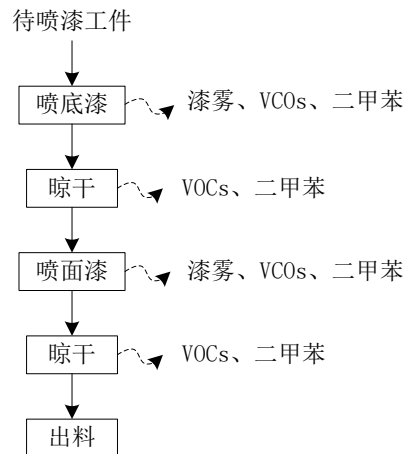 待喷漆工件
喷底漆
漆雾、VCOs、二甲苯
晾干
VOCs、二甲苯
喷面漆
漆雾、VCOs、二甲苯
晾干
VOCs、二甲苯
出料